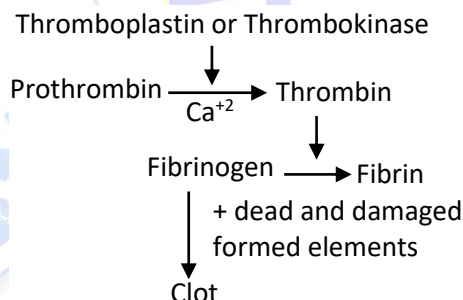 Thromboplastin or Thrombokinase
Prothrombin Thrombin
Ca+2
Fibrinogen Fibrin
+ dead and damaged
formed elements
Clot